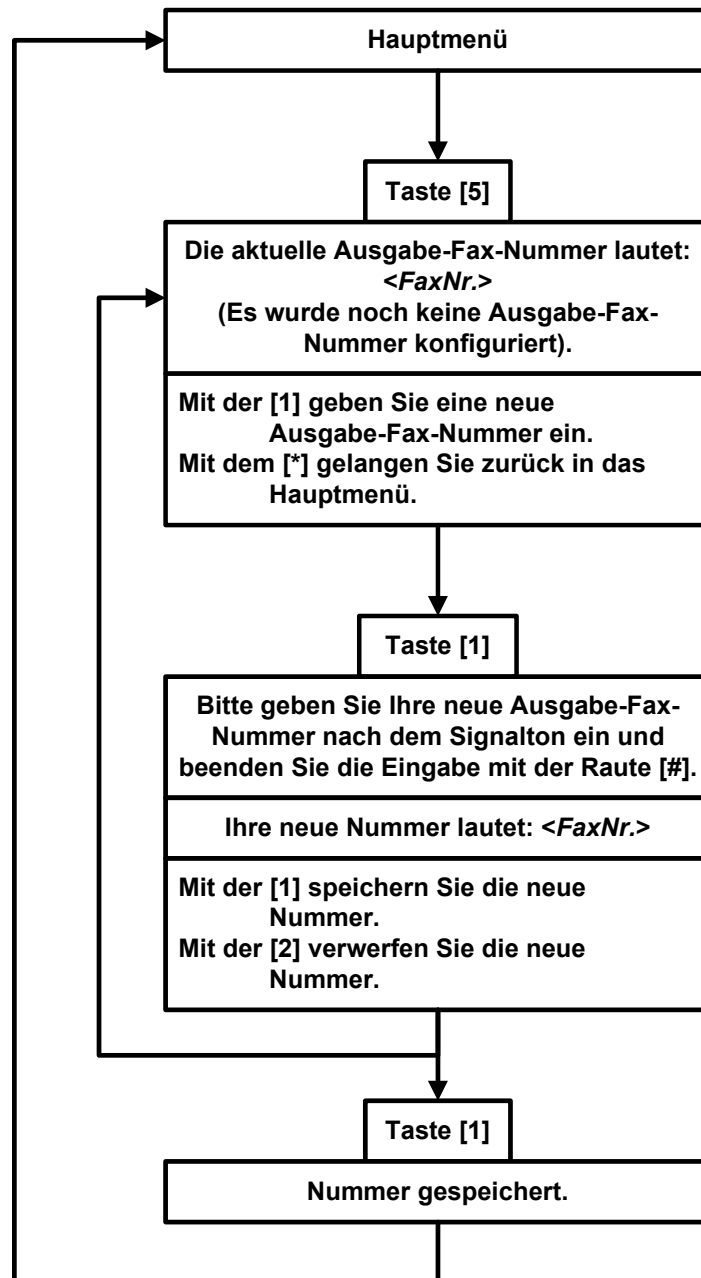 Hauptmenü
Taste [5]
Die aktuelle Ausgabe-Fax-Nummer lautet:
<FaxNr.>
(Es wurde noch keine Ausgabe-Fax-
Nummer konfiguriert).
Mit der [1] geben Sie eine neue
Ausgabe-Fax-Nummer ein.
Mit dem [*] gelangen Sie zurück in das
Hauptmenü.
Taste [1]
Bitte geben Sie Ihre neue Ausgabe-Fax-
Nummer nach dem Signalton ein und
beenden Sie die Eingabe mit der Raute [#].
Ihre neue Nummer lautet: <FaxNr.>
Mit der [1] speichern Sie die neue
Nummer.
Mit der [2] verwerfen Sie die neue
Nummer.
Taste [1]
Nummer gespeichert.